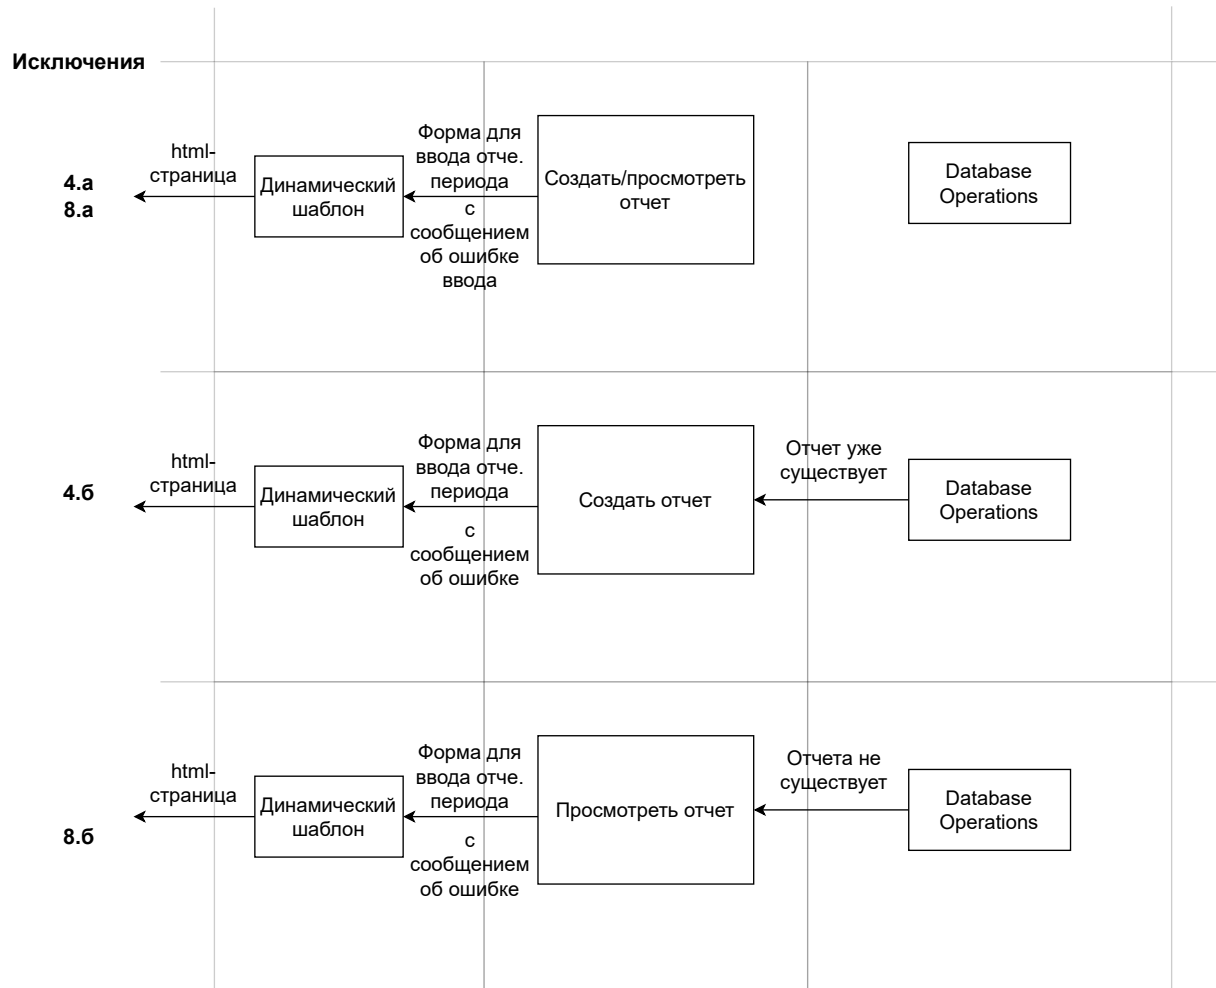 Исключения
4.а
8.а
html-
страница
Динамический
шаблон
Форма для
ввода отче.
периода
с
сообщением
об ошибке
ввода
Создать/просмотреть
отчет
Database
Operations
4.б
html-
страница
Динамический
шаблон
Форма для
ввода отче.
периода
с
сообщением
об ошибке
Создать отчет
Отчет уже
существует
Database
Operations
8.б
html-
страница
Динамический
шаблон
Форма для
ввода отче.
периода
с
сообщением
об ошибке
Просмотреть отчет
Отчета не
существует
Database
Operations